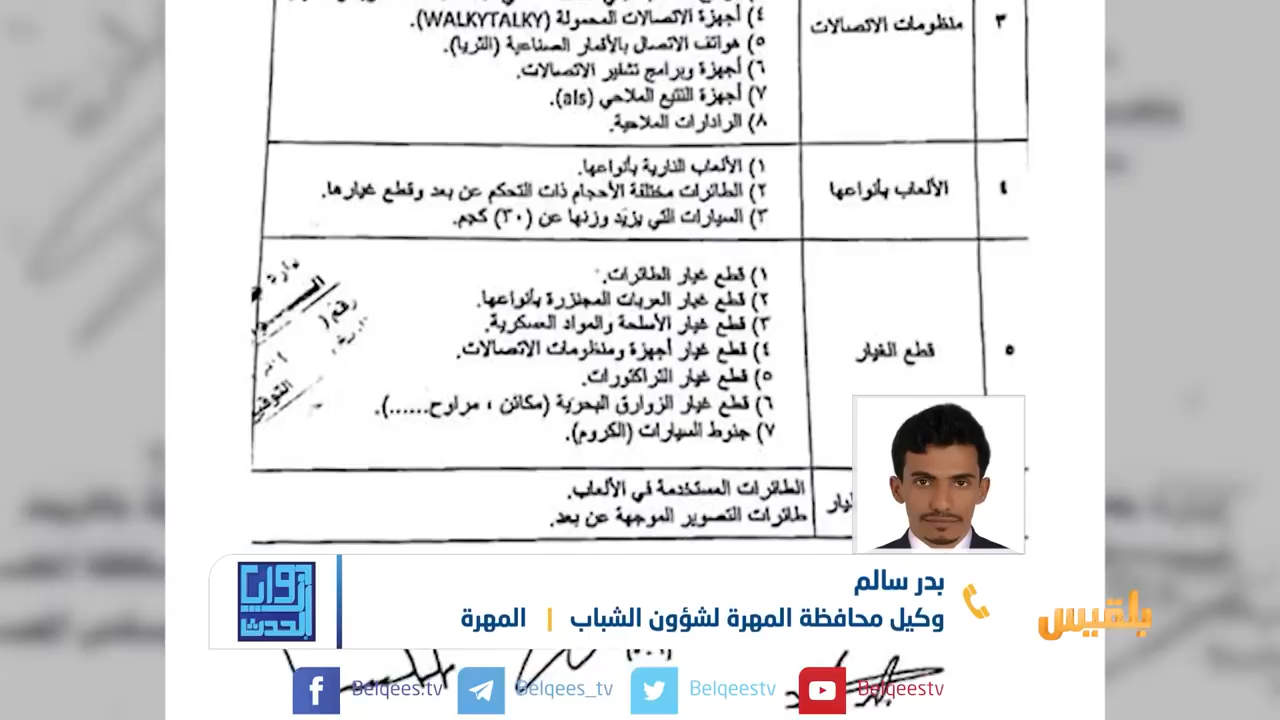 ٣
منظومات الاتصالات
٤) أجهزة الاتصالات المحمولة (WALKYTALKY).
٥) هواتف الاتصال بالأقمار الصناعية (الثريا).
٦) أجهزة وبرامج تشفير الاتصالات.
٧) أجهزة التتبع الملاحي (als).
٨) الرادارات الملاحية.
٤
الألعاب بأنواعها
١) الألعاب النارية بأنواعها.
٢) الطائرات مختلفة الأحجام ذات التحكم عن بعد وقطع غيارها.
٣) السيارات التي يزيد وزنها عن (٣٠) كجم.
٥
قطع الغيار
١) قطع غيار الطائرات.
٢) قطع غيار العربات المجنزرة بأنواعها.
٣) قطع غيار الأسلحة والمواد العسكرية.
٤) قطع غيار أجهزة ومنظومات الاتصالات.
٥) قطع غيار التراكتورات.
٦) قطع غيار الزوارق البحرية (مكائن ، مراوح......).
٧) جنوط السيارات (الكروم).
رقم (
الطائرات المستخدمة في الألعاب.
طائرات التصوير الموجهة عن بعد.
بدر سالم
وكيل محافظة المهرة لشؤون الشباب | المهرة
بلقيس
أبواب الحدث
Belqees.tv
Belqees_tv
Belqeestv
Belqeestv